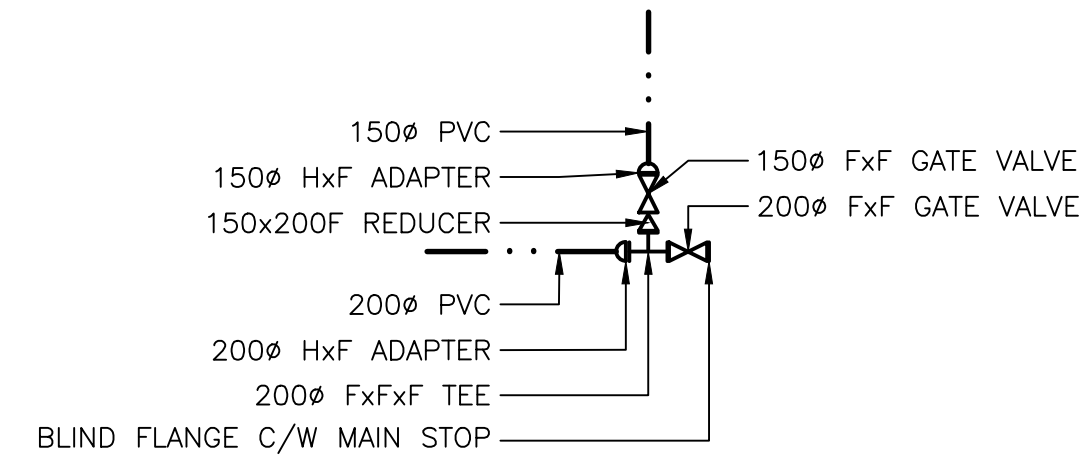 150ø PVC
150ø HxF ADAPTER
150x200F REDUCER
150ø FxF GATE VALVE
200ø FxF GATE VALVE
200ø PVC
200ø HxF ADAPTER
200ø FxFxF TEE
BLIND FLANGE C/W MAIN STOP